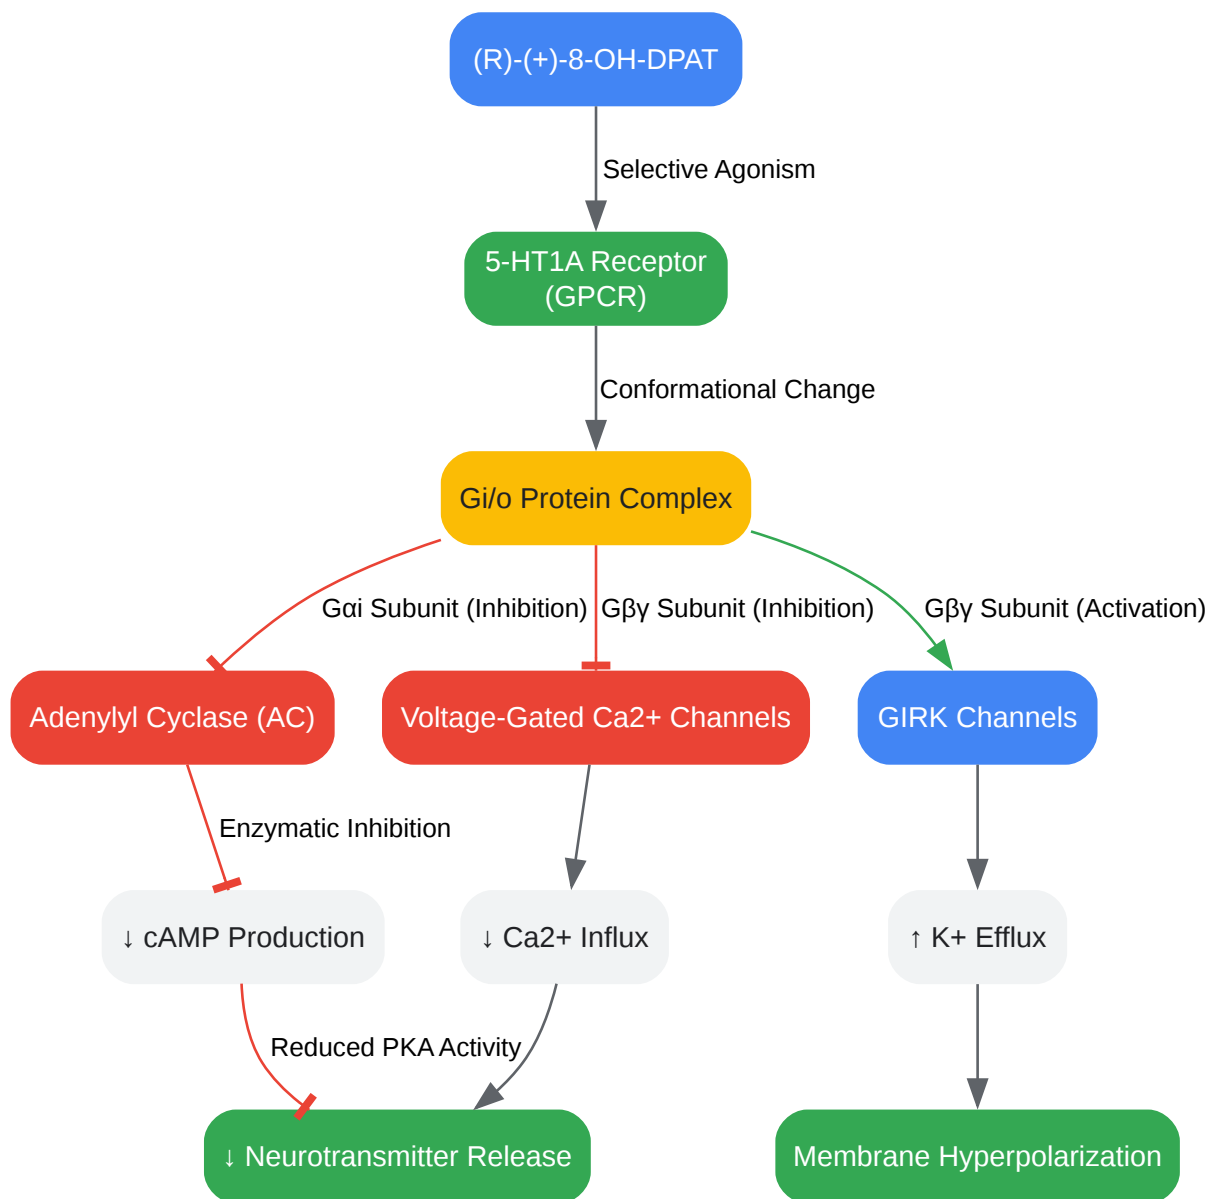 (R)-(+)-8-OH-DPAT
Selective Agonism
5-HT1A Receptor
(GPCR)
Conformational Change
Gi/o Protein Complex
Gαi Subunit (Inhibition)
Gβγ Subunit (Inhibition)
Gβγ Subunit (Activation)
Adenylyl Cyclase (AC)
Voltage-Gated Ca2+ Channels
GIRK Channels
Enzymatic Inhibition
↓ cAMP Production
↓ Ca2+ Influx
↑ K+ Efflux
Reduced PKA Activity
↓ Neurotransmitter Release
Membrane Hyperpolarization